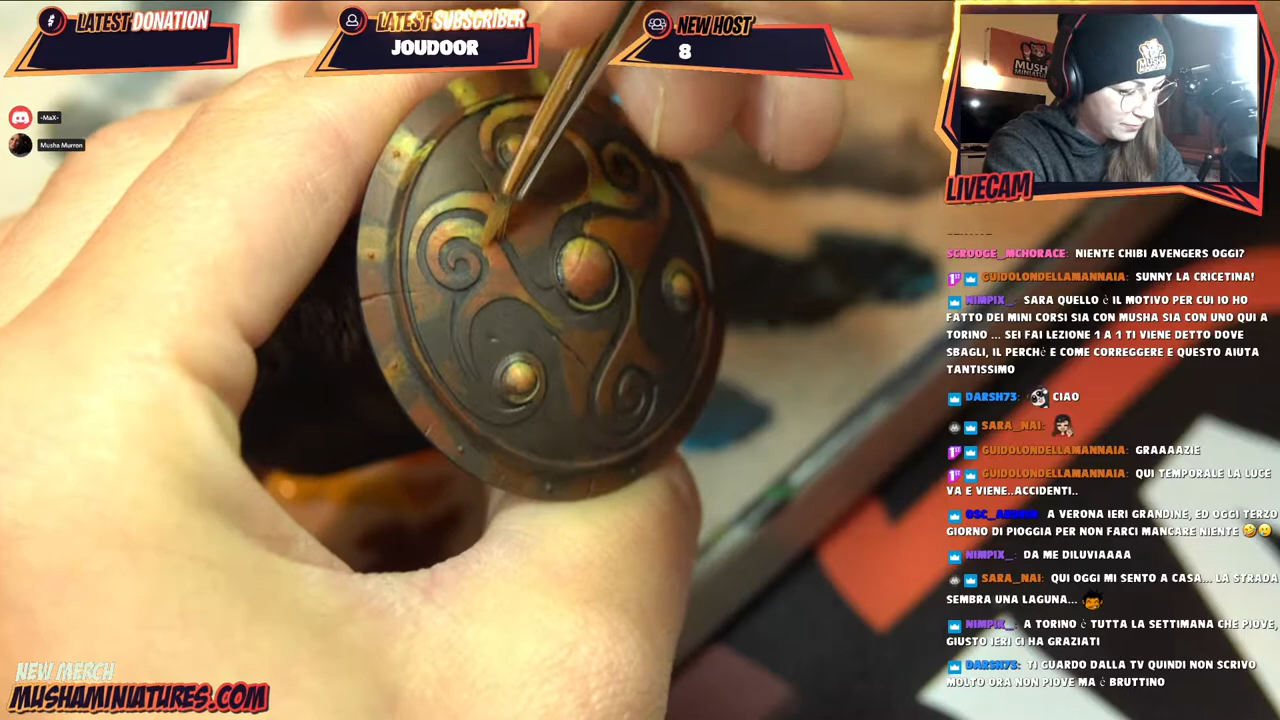 LATEST DONATION
LATEST SUBSCRIBER
JOUDOOR
NEW HOST
8
-MaX-
Musha Murron
MUSHA
LIVECAM
SCROOGE_MCHORACE: NIENTE CHIBI AVENGERS OGGI?
GUIDOLONDELLAMANNAIA: SUNNY LA CRICETINA!
NIMPIX_: SARA QUELLO è IL MOTIVO PER CUI IO HO
FATTO DEI MINI CORSI SIA CON MUSHA SIA CON UNO QUI A
TORINO ... SEI FAI LEZIONE 1 A 1 TI VIENE DETTO DOVE
SBAGLI, IL PERCHè E COME CORREGGERE E QUESTO AIUTA
TANTISSIMO
DARSH73: CIAO
SARA_NAI:
GUIDOLONDELLAMANNAIA: GRAAAAZIE
GUIDOLONDELLAMANNAIA: QUI TEMPORALE LA LUCE
VA E VIENE..ACCIDENTI..
A VERONA IERI GRANDINE, ED OGGI TERZO
GIORNO DI PIOGGIA PER NON FARCI MANCARE NIENTE 🤣🥲
NIMPIX_: DA ME DILUVIAAAA
SARA_NAI: QUI OGGI MI SENTO A CASA... LA STRADA
SEMBRA UNA LAGUNA...
NIMPIX_: A TORINO è TUTTA LA SETTIMANA CHE PIOVE,
GIUSTO IERI CI HA GRAZIATI
DARSH73: TI GUARDO DALLA TV QUINDI NON SCRIVO
MOLTO ORA NON PIOVE MA è BRUTTINO
NEW MERCH
MUSHAMINIATURES.COM